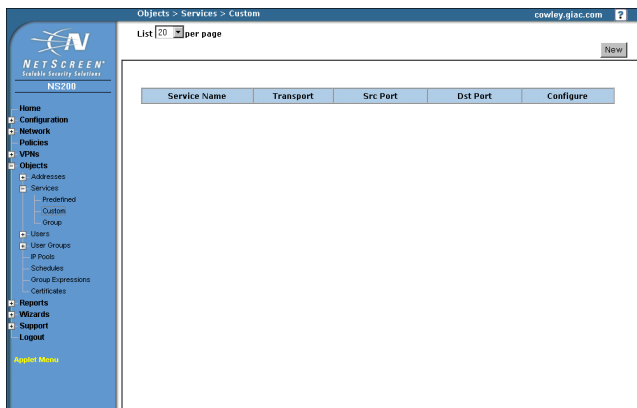 Objects > Services > Custom
cowley.giac.com ?
List 20 per page
New
N
NETSCREEN
Scalable Security Solutions
NS200
Service Name Transport Src Port Dst Port Configure
Home
Configuration
Network
Policies
VPNs
Objects
Addresses
Services
Predefined
Custom
Group
Users
User Groups
IP Pools
Schedules
Group Expressions
Certificates
Reports
Wizards
Support
Logout
Applet Menu